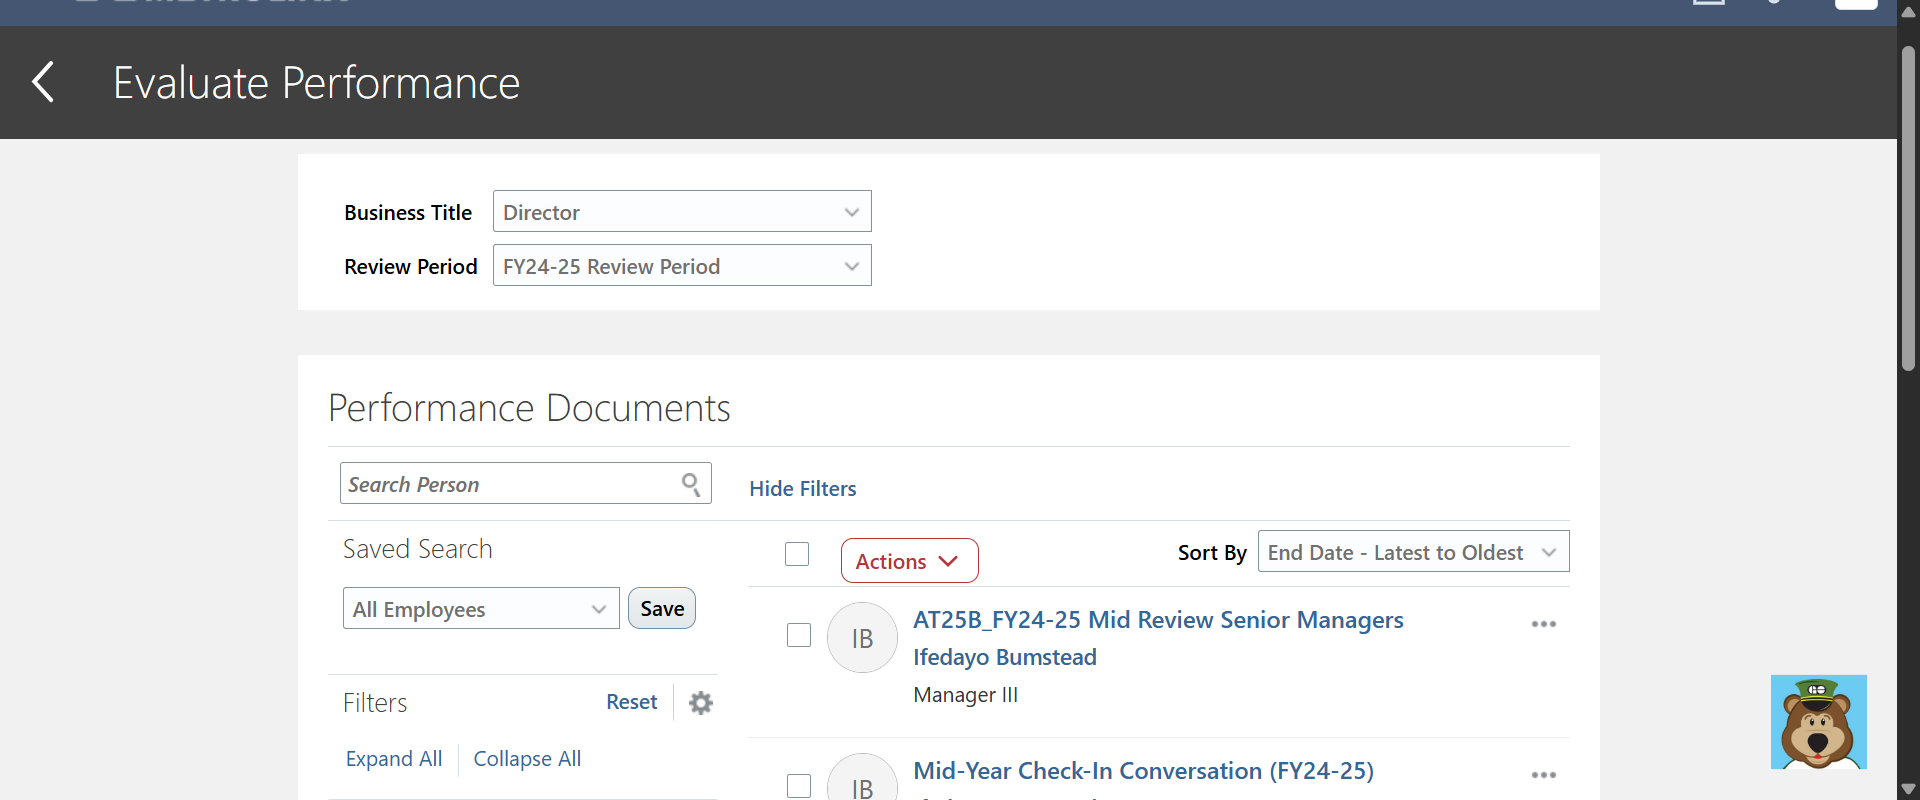 Evaluate Performance
Business Title Director
Review Period FY24-25 Review Period
Performance Documents
Search Person
Hide Filters
Saved Search
All Employees Save
Filters Reset
Expand All Collapse All
Actions
Sort By End Date - Latest to Oldest
IB
AT25B_FY24-25 Mid Review Senior Managers
Ifedayo Bumstead
Manager III
IB
Mid-Year Check-In Conversation (FY24-25)
GO